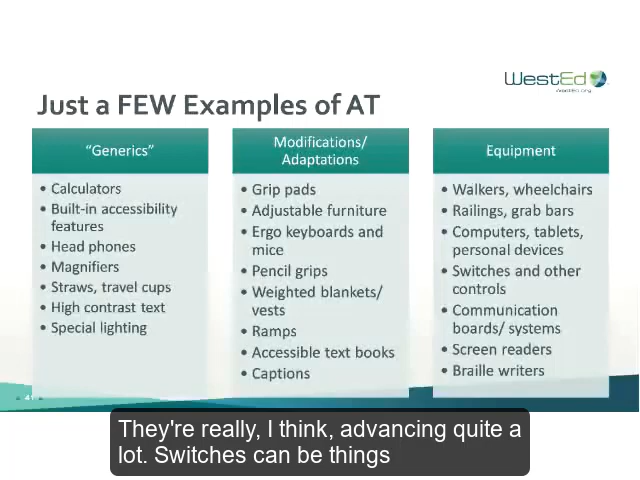 WestEd
WestEd.org
Just a FEW Examples of AT
“Generics”
• Calculators
• Built-in accessibility
features
• Head phones
• Magnifiers
• Straws, travel cups
• High contrast text
• Special lighting
Modifications/
Adaptations
• Grip pads
• Adjustable furniture
• Ergo keyboards and
mice
• Pencil grips
• Weighted blankets/
vests
• Ramps
• Accessible text books
• Captions
Equipment
• Walkers, wheelchairs
• Railings, grab bars
• Computers, tablets,
personal devices
• Switches and other
controls
• Communication
boards/ systems
• Screen readers
• Braille writers
41
They're really, I think, advancing quite a
lot. Switches can be things